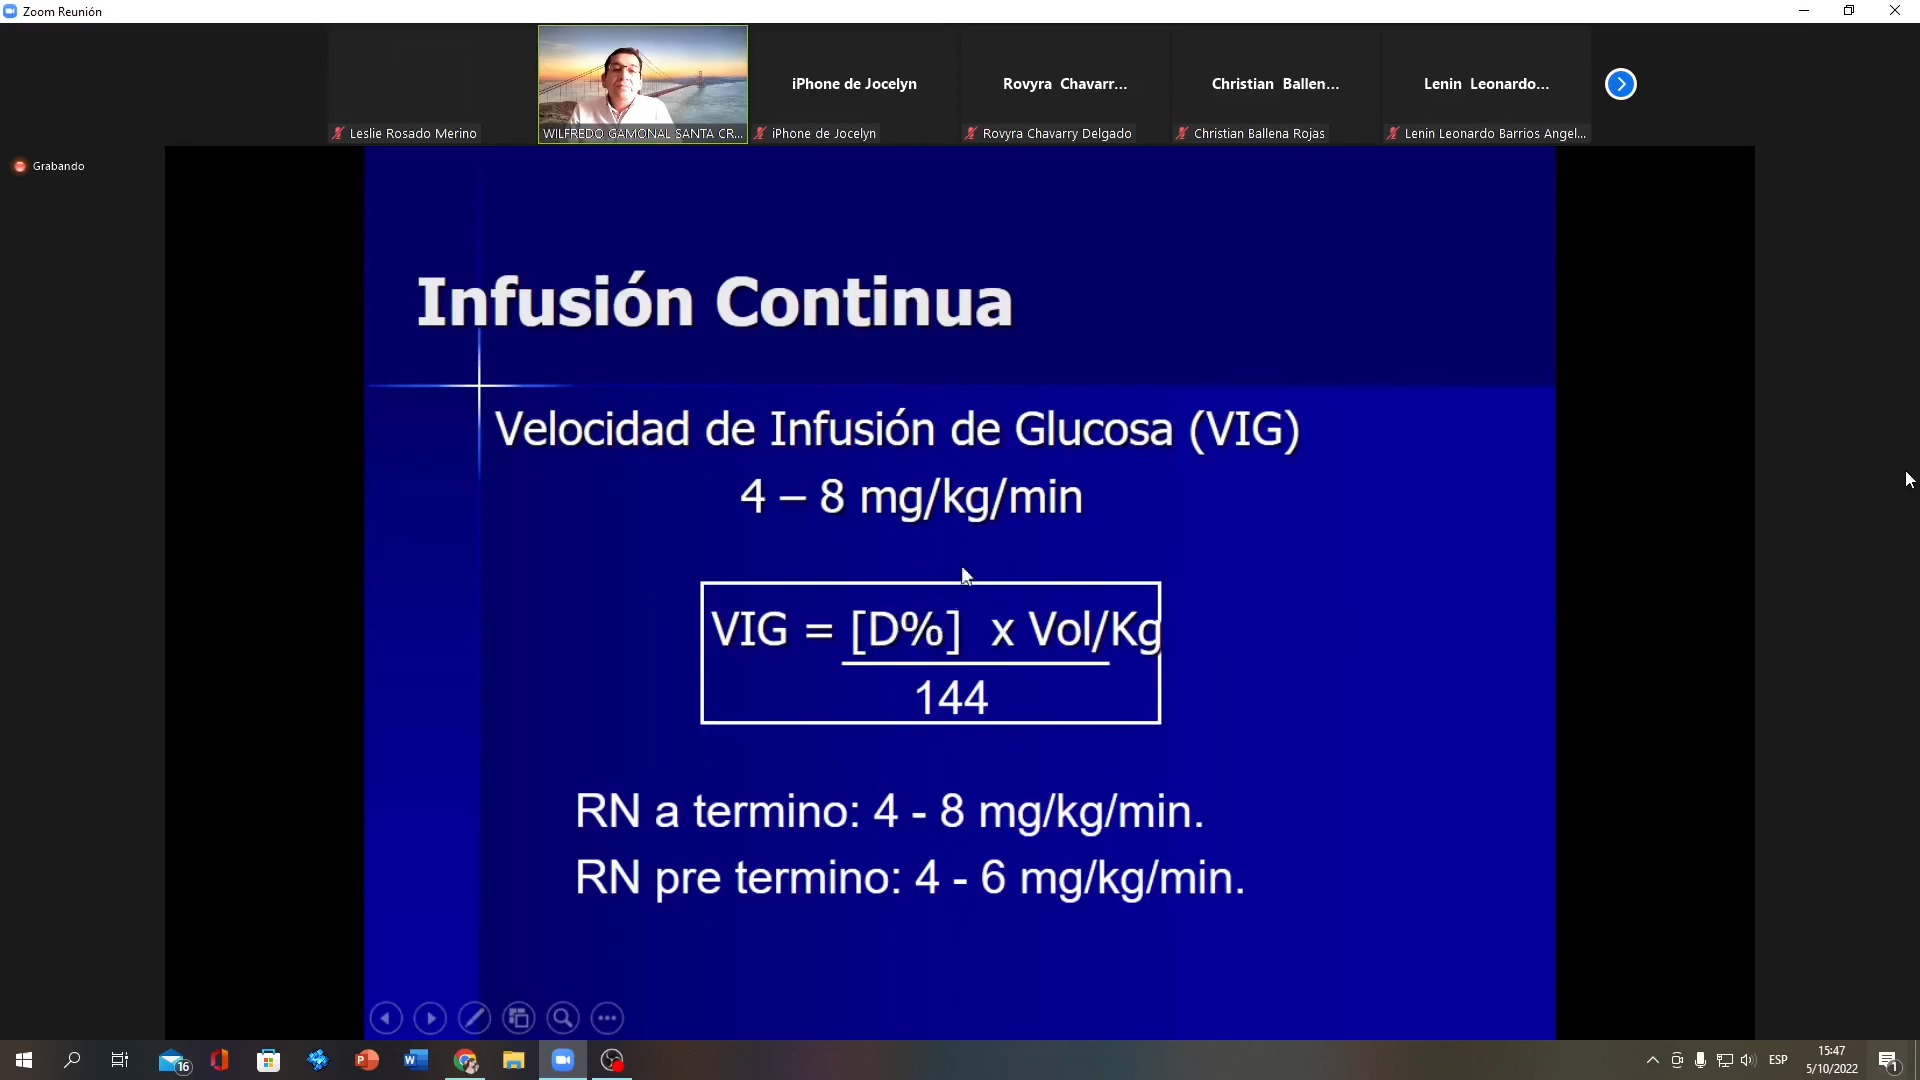 Zoom Reunión
iPhone de Jocelyn
Rovyra Chavarr...
Christian Ballen...
Lenin Leonardo...
Leslie Rosado Merino
WILFREDO GAMONAL SANTA CR...
iPhone de Jocelyn
Rovyra Chavarry Delgado
Christian Ballena Rojas
Lenin Leonardo Barrios Angel...
Grabando
Infusión Continua
Velocidad de Infusión de Glucosa (VIG)
4 – 8 mg/kg/min
VIG = [D%] x Vol/Kg
144
RN a termino: 4 - 8 mg/kg/min.
RN pre termino: 4 - 6 mg/kg/min.
16
ESP
15:47
5/10/2022
1